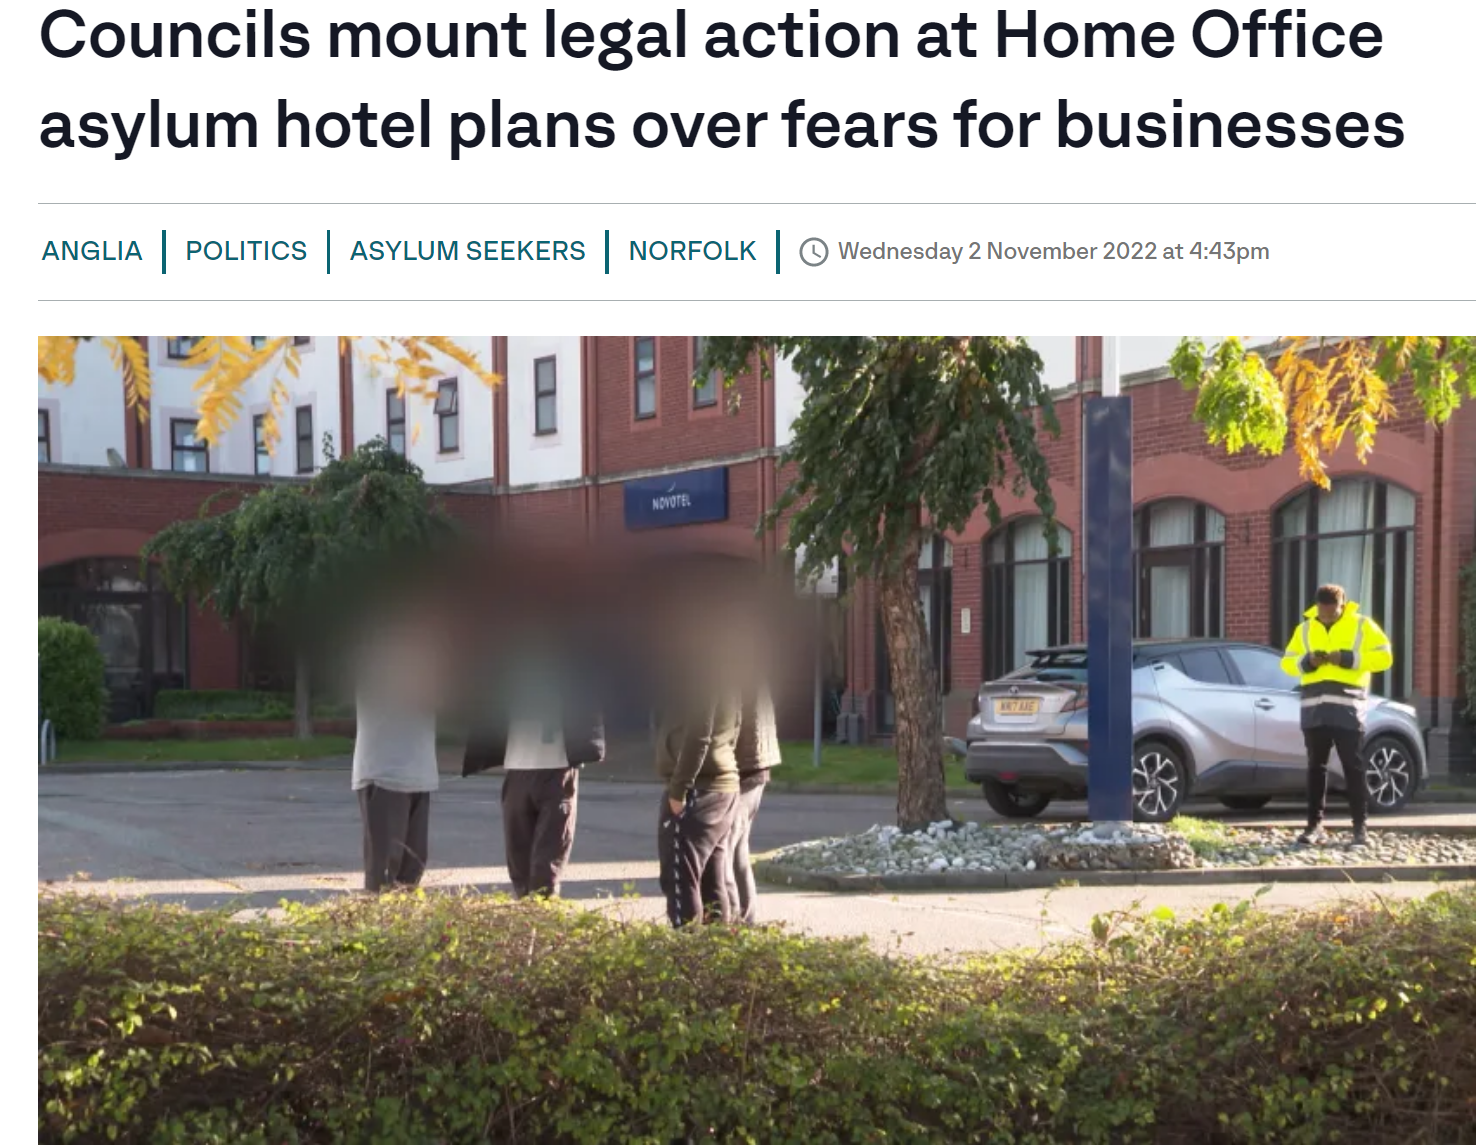 Councils mount legal action at Home Office
asylum hotel plans over fears for businesses
ANGLIA POLITICS ASYLUM SEEKERS NORFOLK Wednesday 2 November 2022 at 4:43pm
NOVOTEL